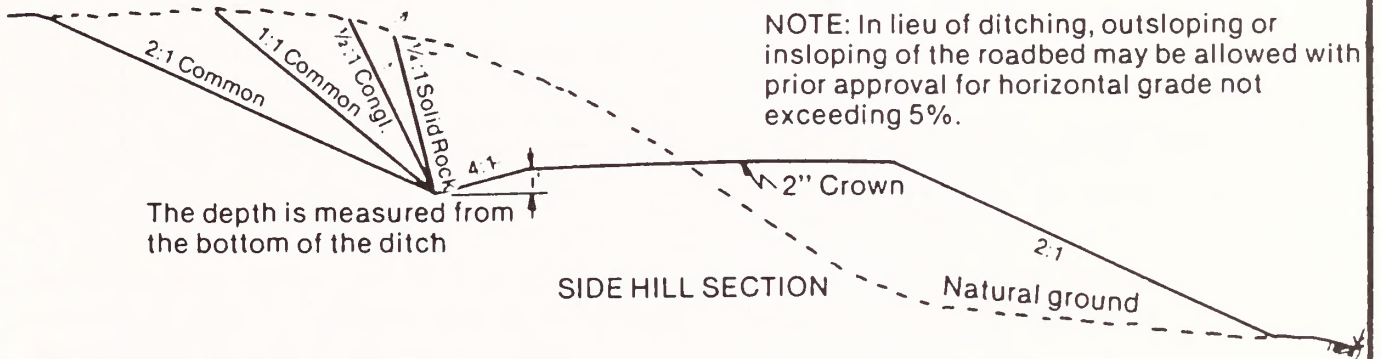 NOTE: In lieu of ditching, outsloping or
insloping of the roadbed may be allowed with
prior approval for horizontal grade not
exceeding 5%.
2:1 Common
1:1 Common
½:1 Congl.
¼:1 Solid Rock
4:1
1'
2" Crown
The depth is measured from
the bottom of the ditch
2:1
SIDE HILL SECTION
Natural ground